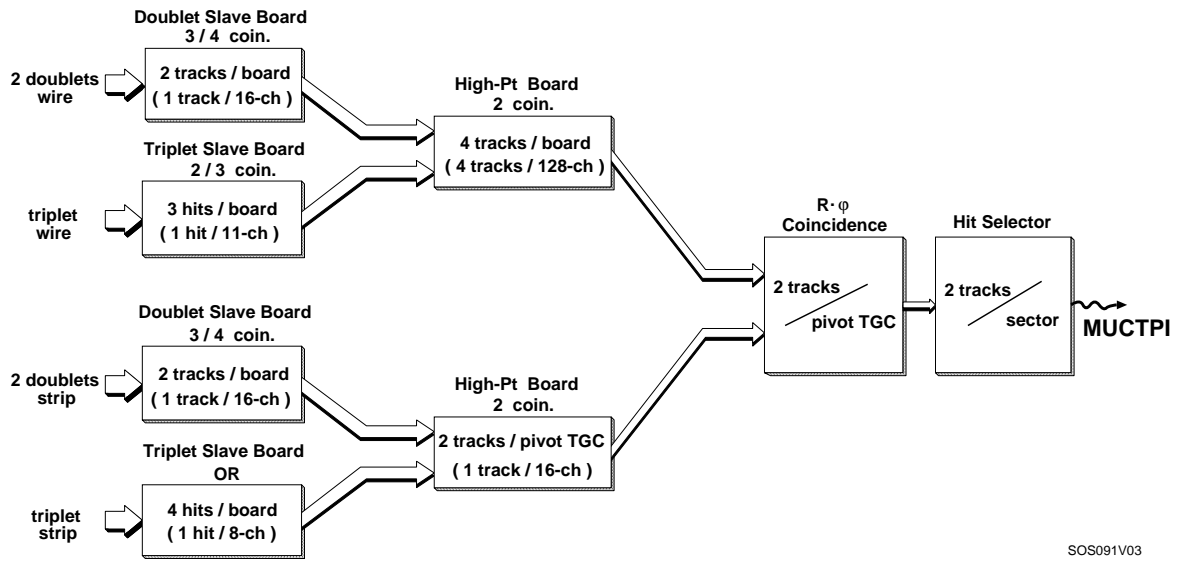 Doublet Slave Board
3 / 4 coin.
2 doublets
wire
2 tracks / board
( 1 track / 16-ch )
Triplet Slave Board
2 / 3 coin.
triplet
wire
3 hits / board
( 1 hit / 11-ch )
High-Pt Board
2 coin.
4 tracks / board
( 4 tracks / 128-ch )
Doublet Slave Board
3 / 4 coin.
2 doublets
strip
2 tracks / board
( 1 track / 16-ch )
Triplet Slave Board
OR
triplet
strip
4 hits / board
( 1 hit / 8-ch )
High-Pt Board
2 coin.
2 tracks / pivot TGC
( 1 track / 16-ch )
R· φ
Coincidence
2 tracks
pivot TGC
Hit Selector
2 tracks
sector
MUCTPI
SOS091V03